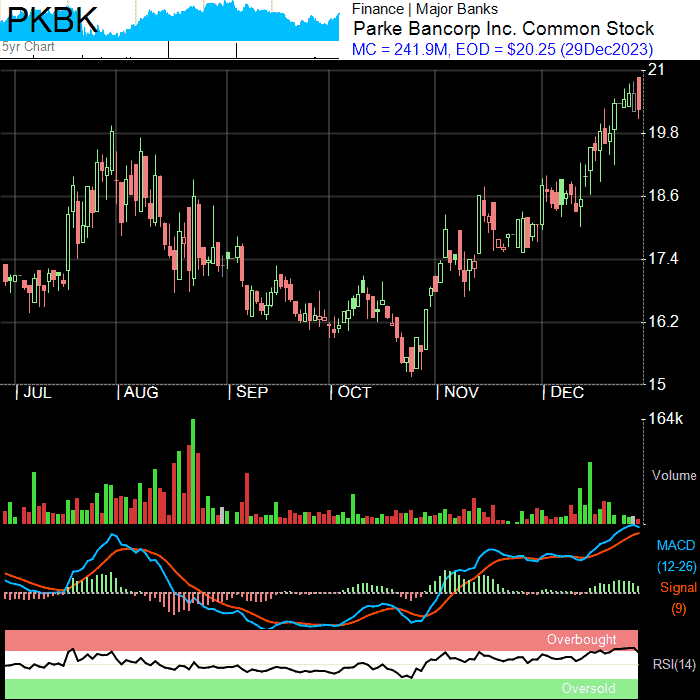 PKBK
5yr Chart
Finance | Major Banks
Parke Bancorp Inc. Common Stock
MC = 241.9M, EOD = $20.25 (29Dec2023)
21
19.8
18.6
17.4
16.2
15
|JUL |AUG |SEP |OCT |NOV |DEC
164k
Volume
MACD
(12-26)
Signal
(9)
Overbought
RSI(14)
Oversold